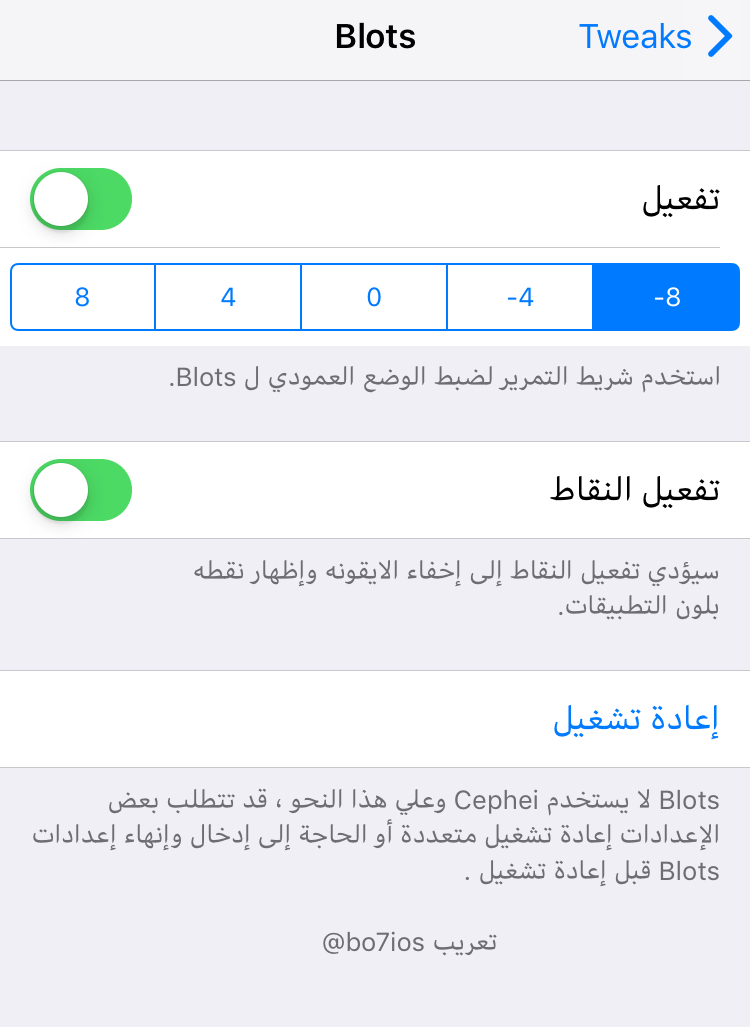 Blots
Tweaks
تفعيل
8
4
0
-4
-8
استخدم شريط التمرير لضبط الوضع العمودي ل Blots.
تفعيل النقاط
سيؤدي تفعيل النقاط إلى إخفاء الايقونه وإظهار نقطه
بلون التطبيقات.
إعادة تشغيل
Blots لا يستخدم Cephei وعلي هذا النحو ، قد تتطلب بعض
الإعدادات إعادة تشغيل متعددة أو الحاجة إلى إدخال وإنهاء إعدادات
Blots قبل إعادة تشغيل .
تعريب @bo7ios